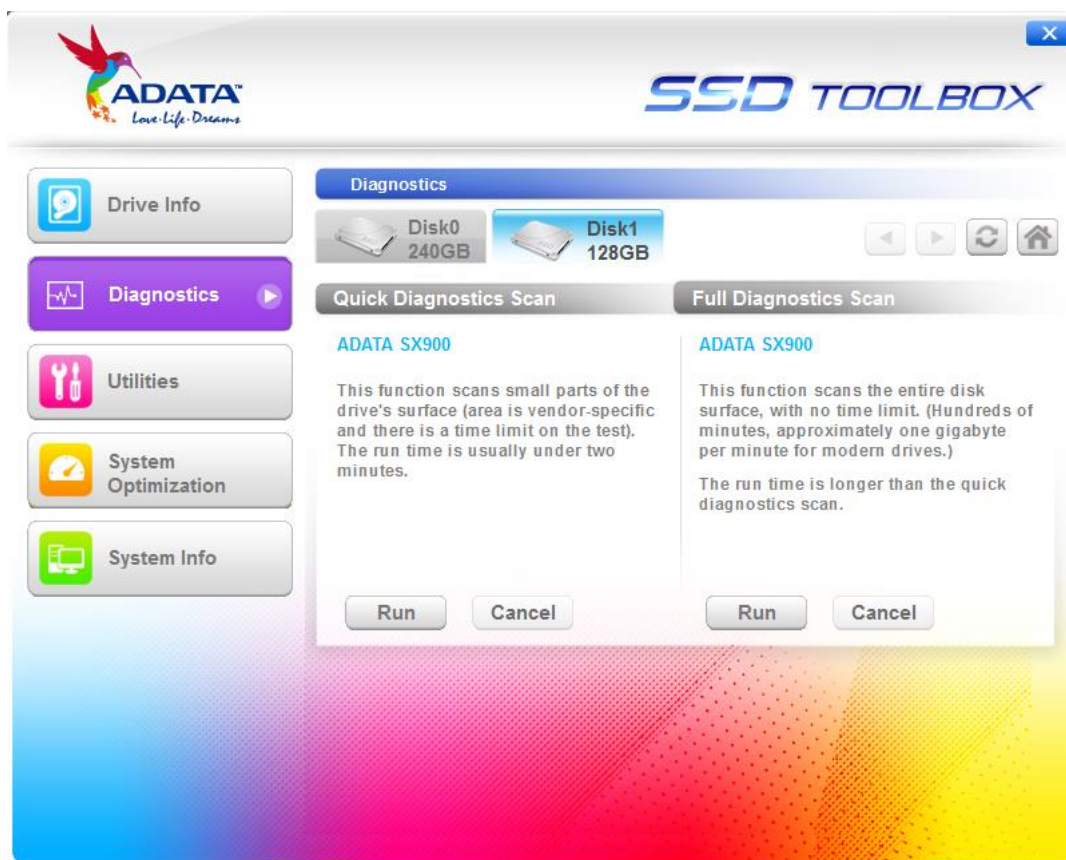 ADATA™
Love·Life·Dreams
SSD TOOLBOX
Drive Info
Diagnostics
Utilities
System
Optimization
System Info
Diagnostics
Disk0
240GB
Disk1
128GB
Quick Diagnostics Scan
ADATA SX900
This function scans small parts of the
drive's surface (area is vendor-specific
and there is a time limit on the test).
The run time is usually under two
minutes.
Run
Cancel
Full Diagnostics Scan
ADATA SX900
This function scans the entire disk
surface, with no time limit. (Hundreds of
minutes, approximately one gigabyte
per minute for modern drives.)
The run time is longer than the quick
diagnostics scan.
Run
Cancel